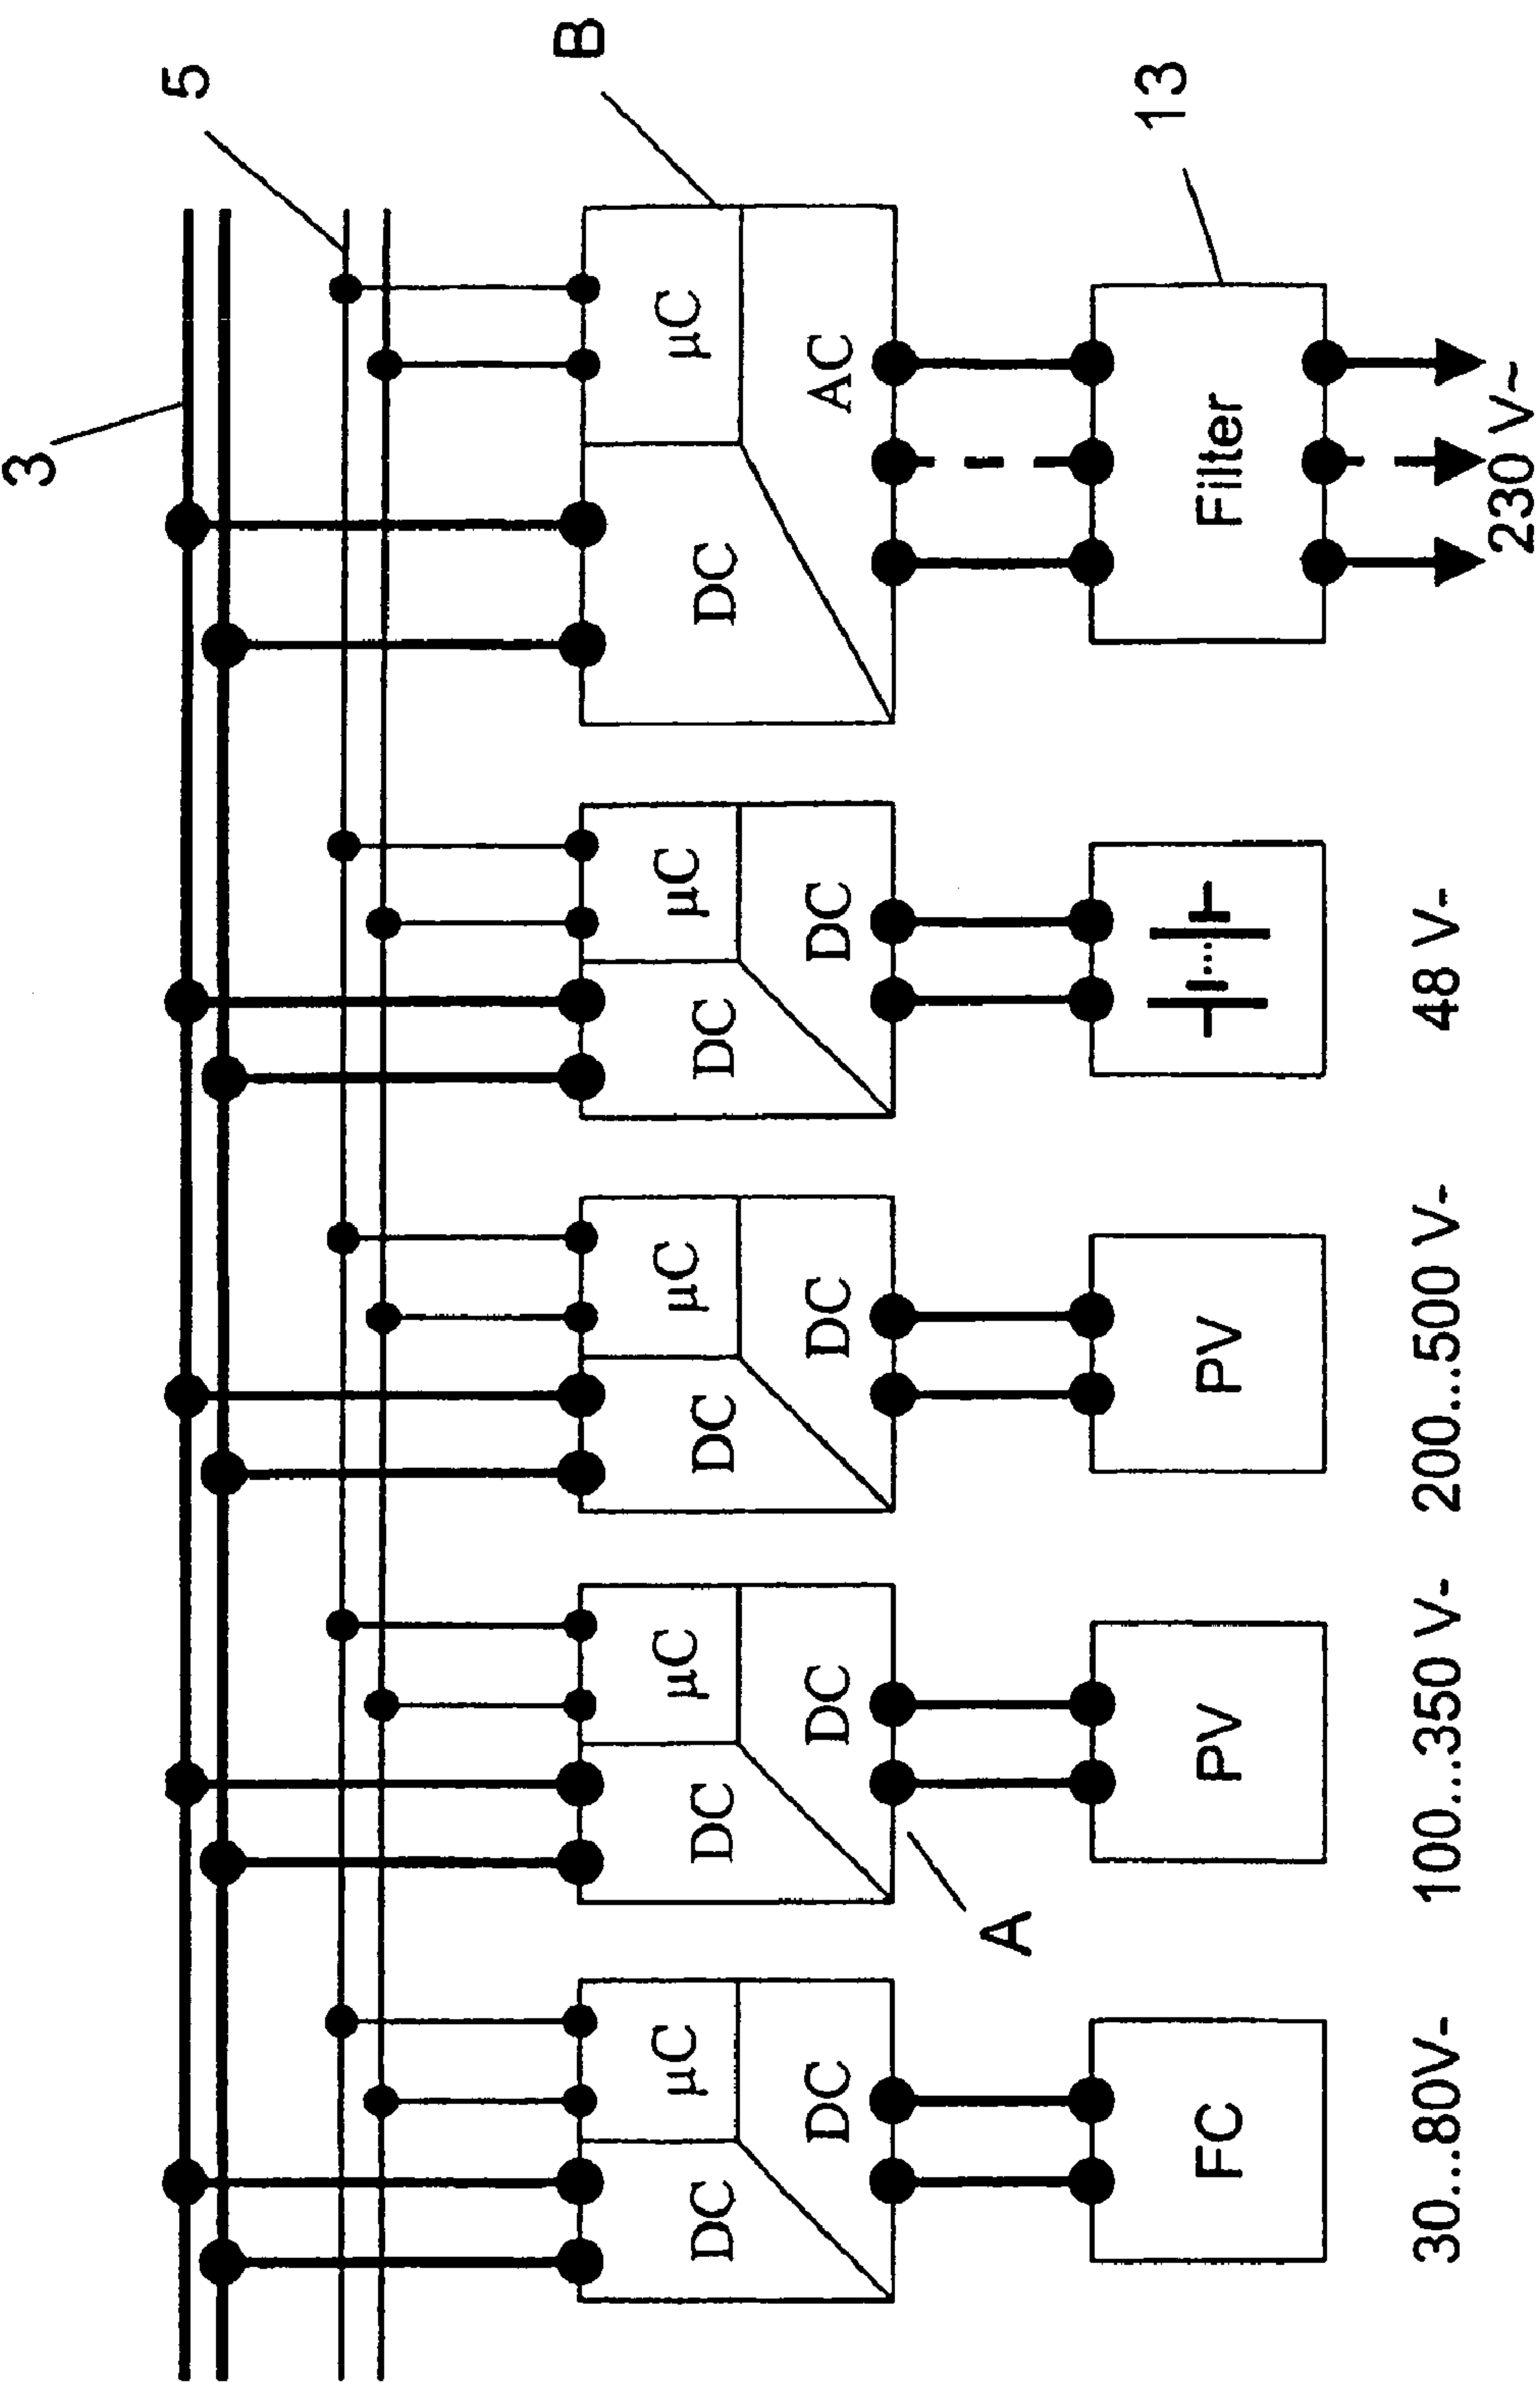 3
5
B
DC
µC
DC
µC
DC
µC
DC
µC
DC
µC
DC
DC
DC
DC
AC
A
13
FC
PV
PV
Filter
30...80V-
100...350 V-
200...500 V-
48 V-
230 V~